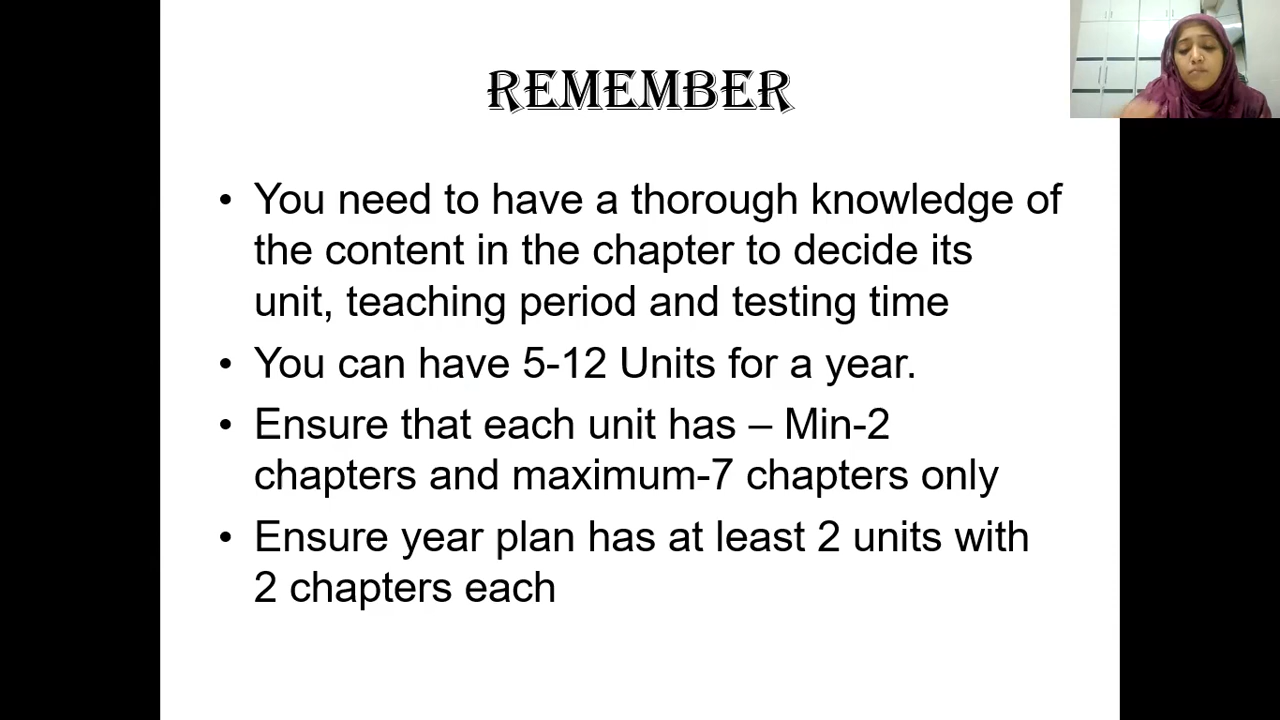 REMEMBER
• You need to have a thorough knowledge of
the content in the chapter to decide its
unit, teaching period and testing time
• You can have 5-12 Units for a year.
• Ensure that each unit has – Min-2
chapters and maximum-7 chapters only
• Ensure year plan has at least 2 units with
2 chapters each